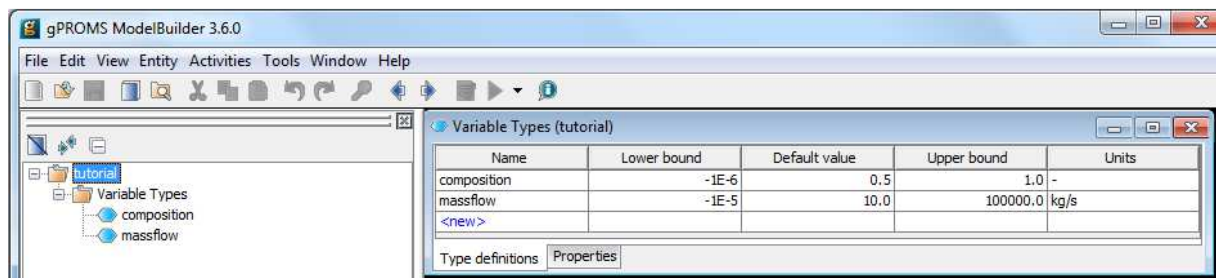 gPROMS ModelBuilder 3.6.0
File Edit View Entity Activities Tools Window Help
tutorial
Variable Types
composition
massflow
Variable Types (tutorial)
Name Lower bound Default value Upper bound Units
composition -1E-6 0.5 1.0 -
massflow -1E-5 10.0 100000.0 kg/s
<new>
Type definitions Properties